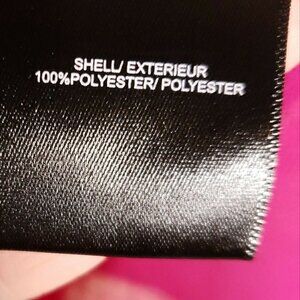 SHELL/ EXTERIEUR
100%POLYESTER/ POLYESTER